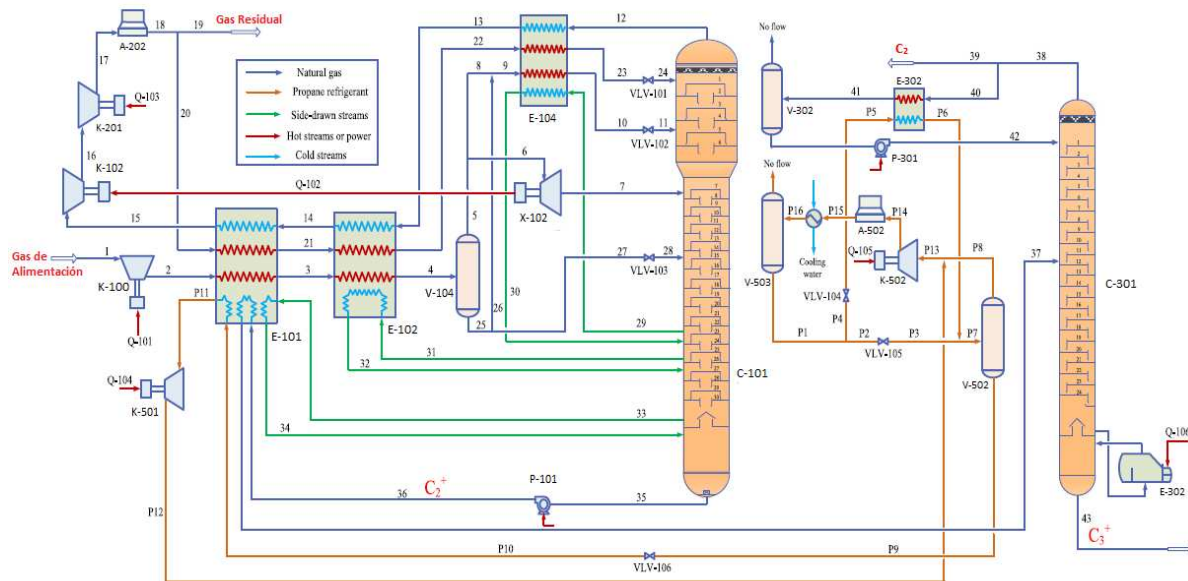 18
19
Gas Residual
A-202
17
Q-103
K-201
20
16
K-102
15
Gas de
Alimentación
1
K-100
2
Q-101
Natural gas
Propane refrigerant
Side-drawn streams
Hot streams or power
Cold streams
13
12
E-104
22
8
9
23
24
VLV-101
10
11
VLV-102
6
Q-102
X-102
7
5
14
21
3
4
V-104
27
28
VLV-103
26
30
25
29
P11
E-101
E-102
31
32
33
34
Q-104
K-501
C-101
P-101
36
C₂⁺
35
P12
P10
VLV-106
P9
No flow
V-302
C₂
39
38
E-302
41
40
P5
P6
42
P-301
No flow
V-503
P16
P15
A-502
P14
Cooling
water
Q-105
K-502
P13
P8
VLV-104
P4
P1
P2
P3
P7
VLV-105
V-502
37
C-301
Q-106
E-302
43
C₃⁺